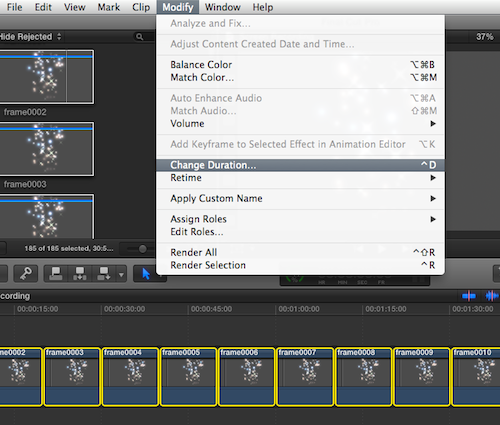 File Edit View Mark Clip Modify Window Help
Hide Rejected
37%
Analyze and Fix...
Adjust Content Created Date and Time...
Balance Color ⌥⌘B
Match Color... ⌥⌘M
Auto Enhance Audio ⌥⌘A
Match Audio... ⇧⌘M
Volume
Add Keyframe to Selected Effect in Animation Editor ⌥K
Change Duration... ^D
Retime
Apply Custom Name
Assign Roles
Edit Roles...
Render All ^⇧R
Render Selection ^R
frame0002
frame0003
185 of 185 selected, 30:5...
cording
00:00:15:00 00:00:30:00 00:00:45:00 00:01:00:00 00:01:15:00 00:01:30:00
ame0002 frame0003 frame0004 frame0005 frame0006 frame0007 frame0008 frame0009 frame0010